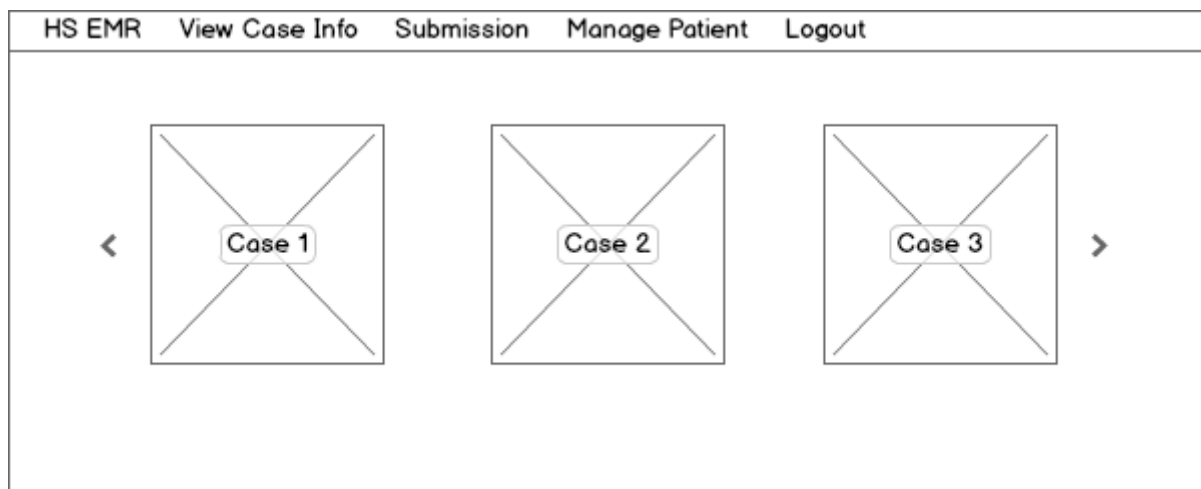 HS EMR View Case Info Submission Manage Patient Logout
Case 1 Case 2 Case 3